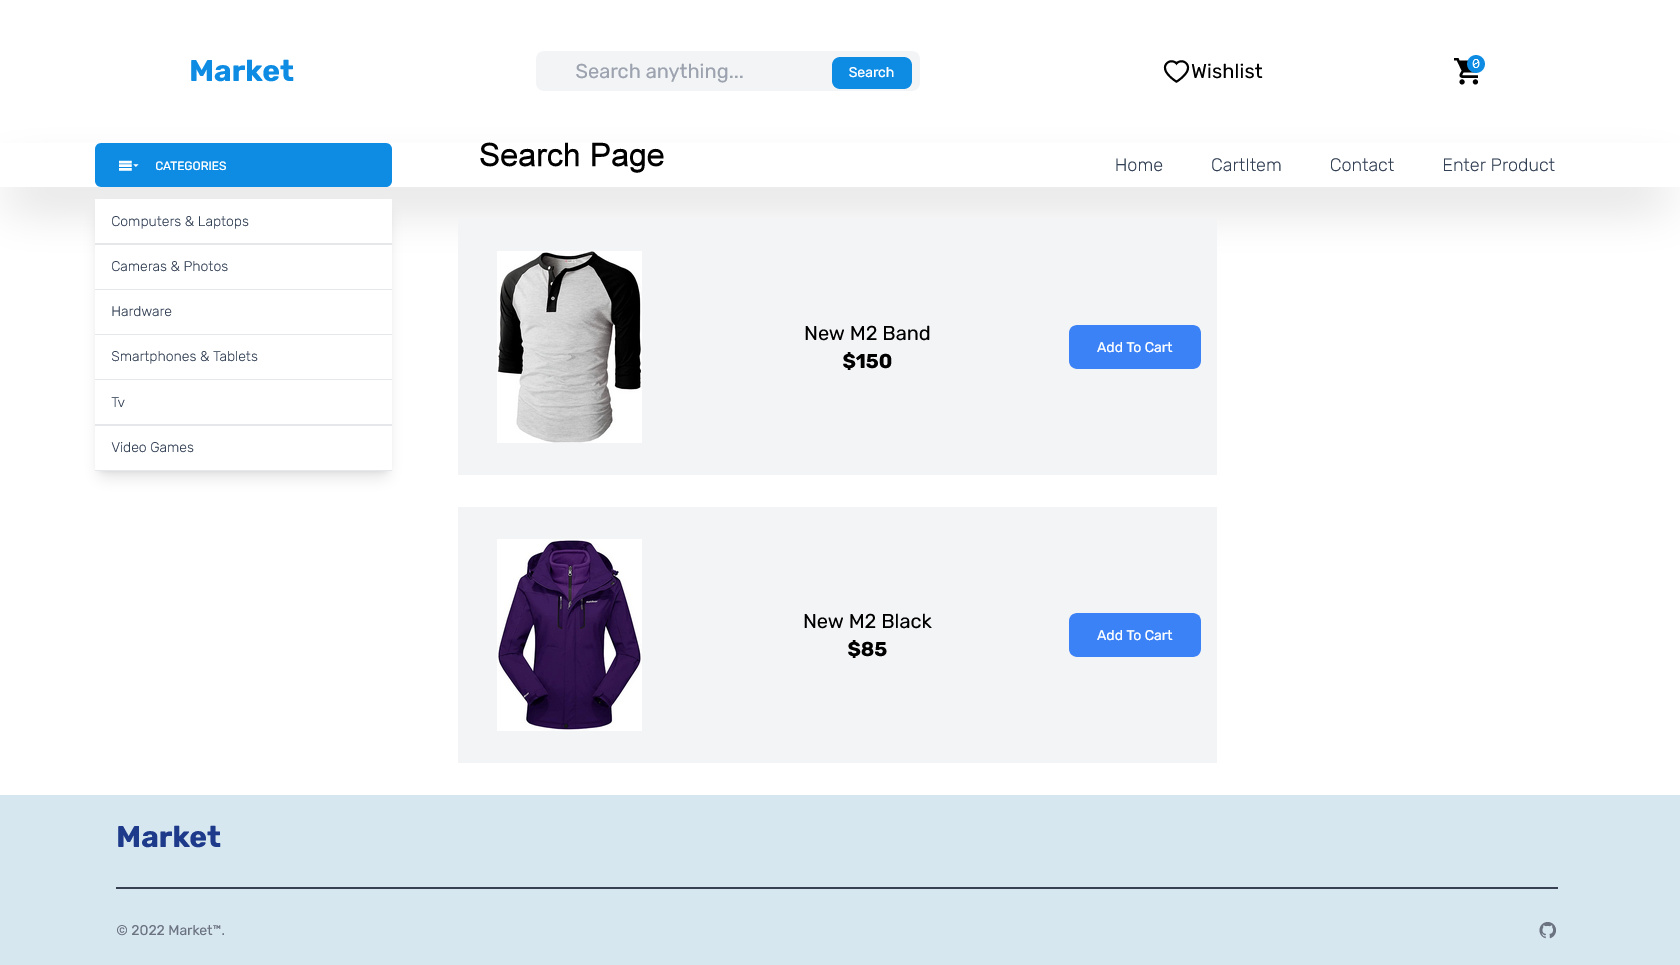 Market
Search anything...
Search
Wishlist
0
CATEGORIES
Search Page
Home
CartItem
Contact
Enter Product
Computers & Laptops
Cameras & Photos
Hardware
Smartphones & Tablets
Tv
Video Games
New M2 Band
$150
Add To Cart
New M2 Black
$85
Add To Cart
Market
© 2022 Market™.